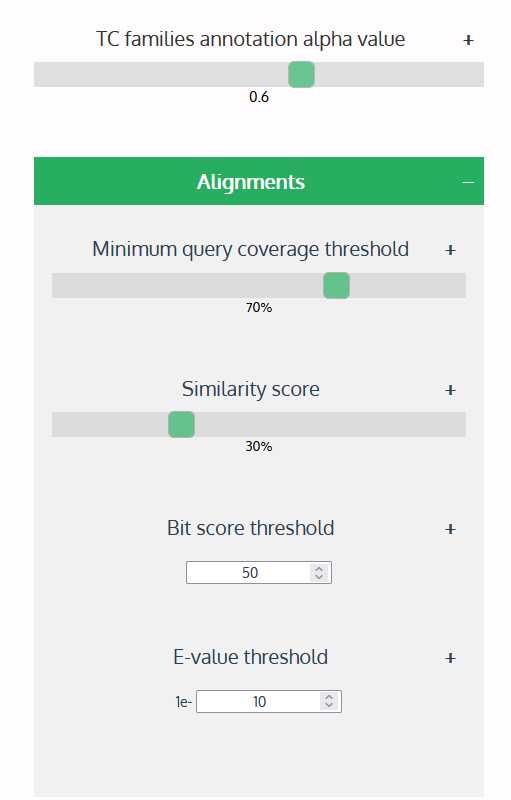 TC families annotation alpha value +
0.6
Alignments −
Minimum query coverage threshold +
70%
Similarity score +
30%
Bit score threshold +
50
E-value threshold +
1e- 10